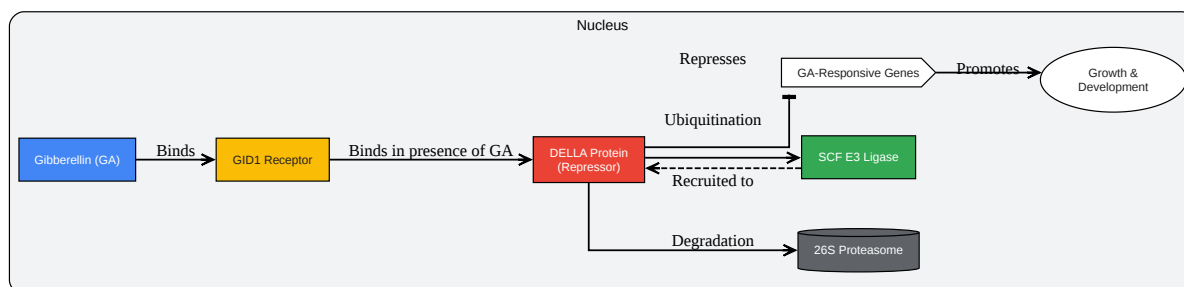 Nucleus
Represses
GA-Responsive Genes
Promotes
Growth &
Development
Ubiquitination
Gibberellin (GA)
Binds
GID1 Receptor
Binds in presence of GA
DELLA Protein
(Repressor)
SCF E3 Ligase
Recruited to
Degradation
26S Proteasome